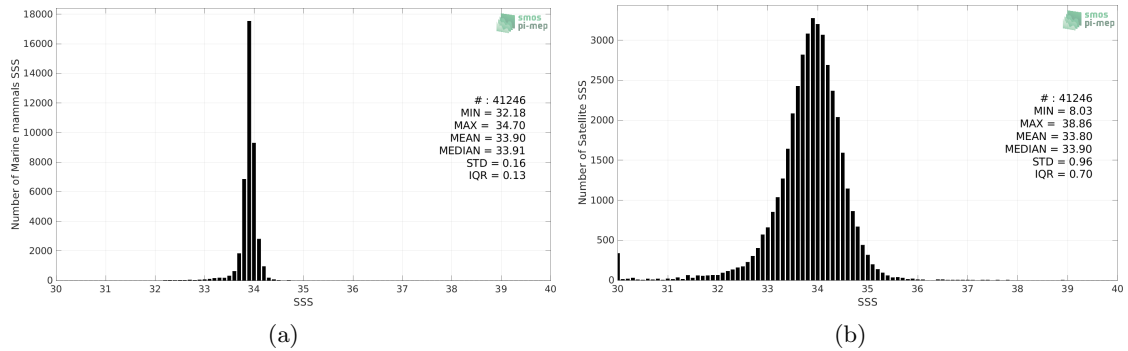 smos
pi-mep
Number of Marine mammals SSS
18000
16000
14000
12000
10000
8000
6000
4000
2000
0
# : 41246
MIN = 32.18
MAX = 34.70
MEAN = 33.90
MEDIAN = 33.91
STD = 0.16
IQR = 0.13
30 31 32 33 34 35 36 37 38 39 40
SSS
(a)
smos
pi-mep
Number of Satellite SSS
3000
2500
2000
1500
1000
500
0
# : 41246
MIN = 8.03
MAX = 38.86
MEAN = 33.80
MEDIAN = 33.90
STD = 0.96
IQR = 0.70
30 31 32 33 34 35 36 37 38 39 40
SSS
(b)